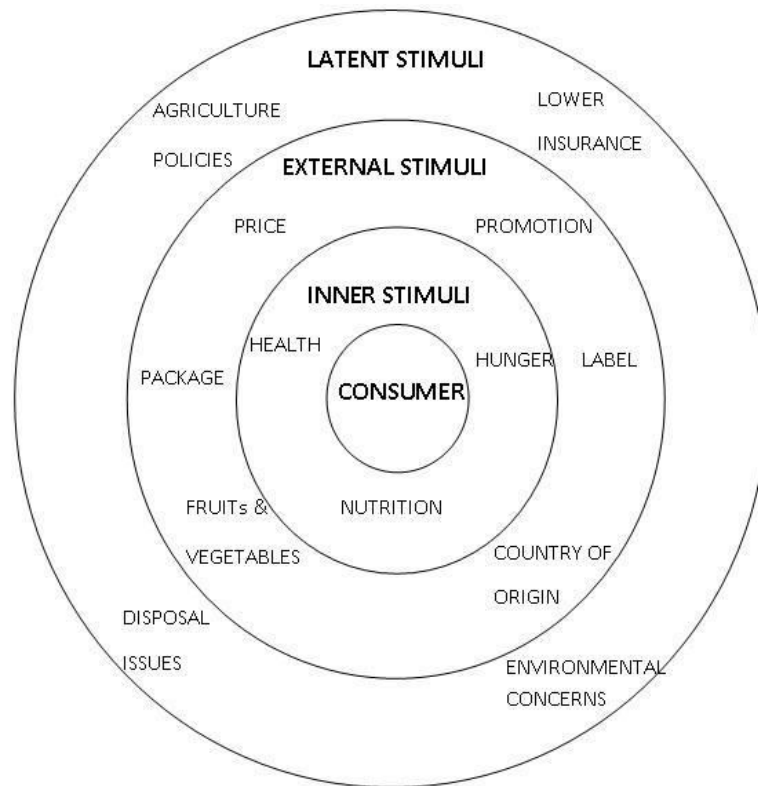 LATENT STIMULI
AGRICULTURE
POLICIES
LOWER
INSURANCE
EXTERNAL STIMULI
PRICE
PROMOTION
INNER STIMULI
HEALTH
HUNGER
LABEL
PACKAGE
CONSUMER
FRUITs &
VEGETABLES
NUTRITION
COUNTRY OF
ORIGIN
DISPOSAL
ISSUES
ENVIRONMENTAL
CONCERNS